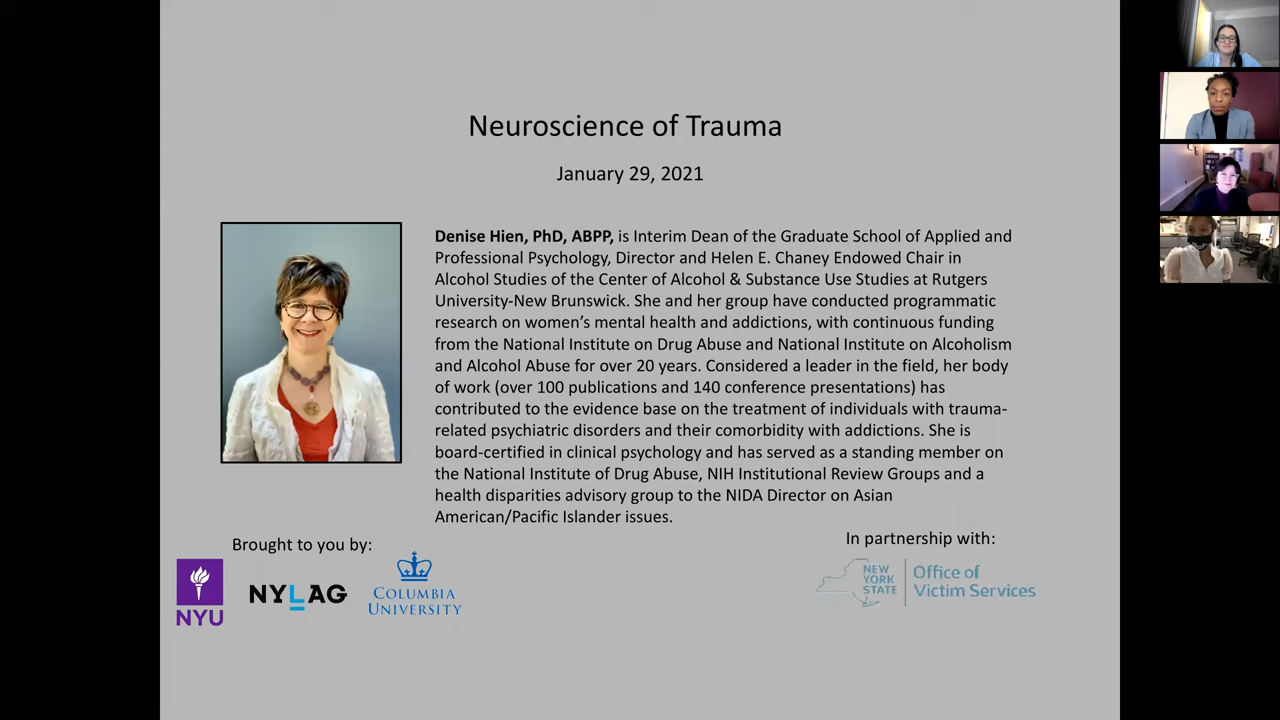 Neuroscience of Trauma
January 29, 2021
Denise Hien, PhD, ABPP, is Interim Dean of the Graduate School of Applied and
Professional Psychology, Director and Helen E. Chaney Endowed Chair in
Alcohol Studies of the Center of Alcohol & Substance Use Studies at Rutgers
University-New Brunswick. She and her group have conducted programmatic
research on women’s mental health and addictions, with continuous funding
from the National Institute on Drug Abuse and National Institute on Alcoholism
and Alcohol Abuse for over 20 years. Considered a leader in the field, her body
of work (over 100 publications and 140 conference presentations) has
contributed to the evidence base on the treatment of individuals with trauma-
related psychiatric disorders and their comorbidity with addictions. She is
board-certified in clinical psychology and has served as a standing member on
the National Institute of Drug Abuse, NIH Institutional Review Groups and a
health disparities advisory group to the NIDA Director on Asian
American/Pacific Islander issues.
Brought to you by:
NYU
NYLAG
COLUMBIA
UNIVERSITY
In partnership with:
NEW
YORK
STATE
Office of
Victim Services